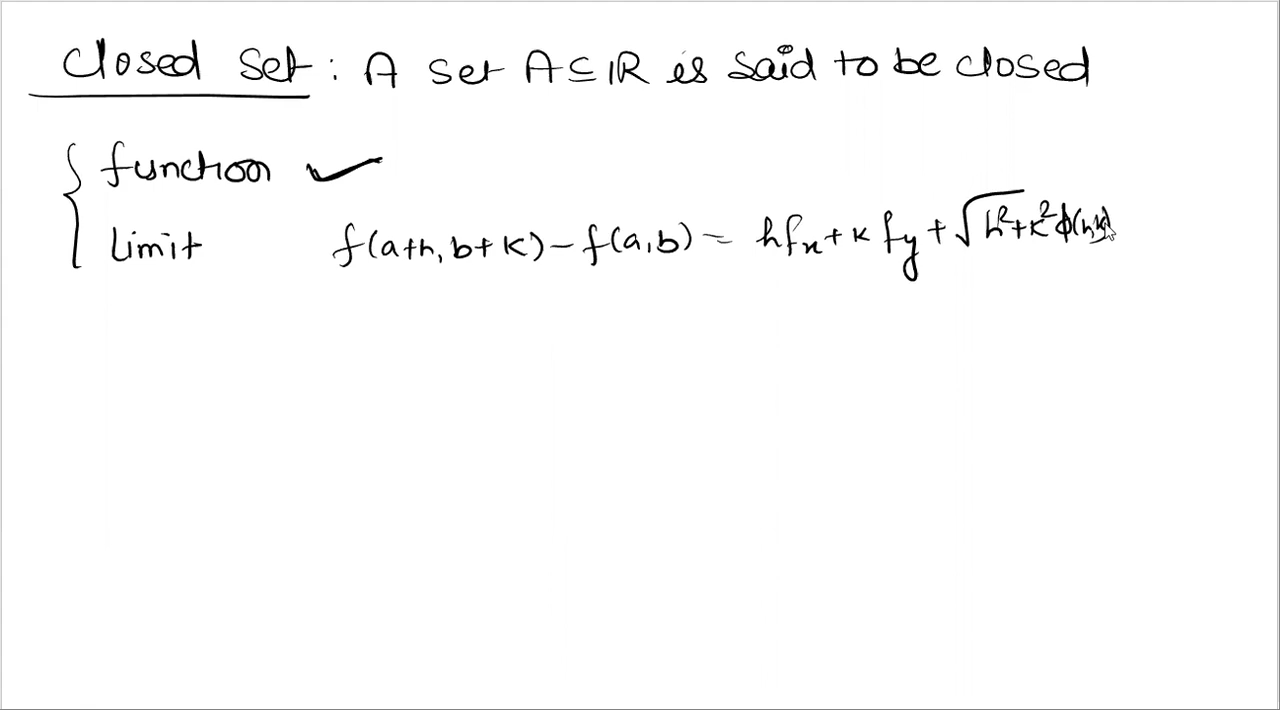 Closed Set : A set A ⊆ ℝ is said to be closed
{ function ✓
limit f(a+h, b+k) - f(a,b) = hfx + k fy + √h²+k² ϕ(h,k)